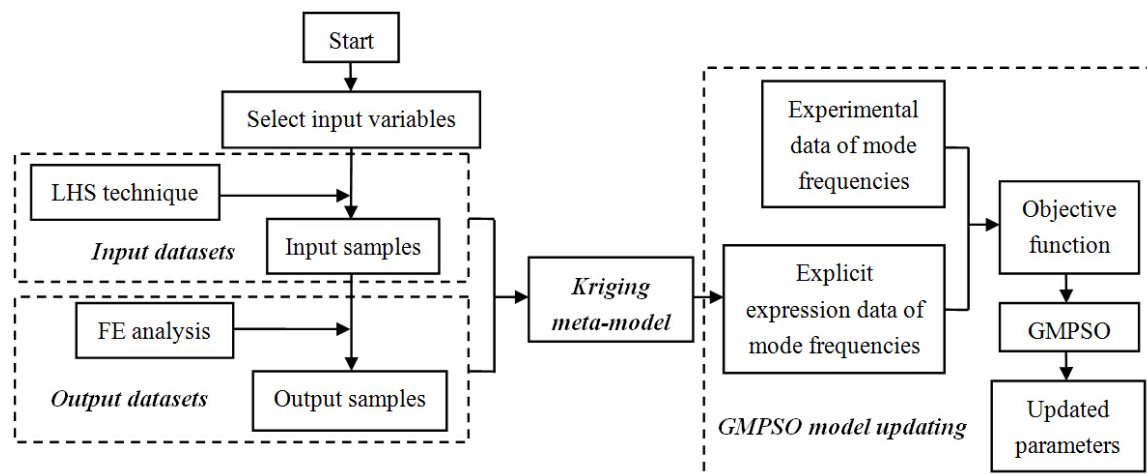 Start
Select input variables
LHS technique
Input samples
Input datasets
FE analysis
Output samples
Output datasets
Kriging
meta-model
Experimental
data of mode
frequencies
Explicit
expression data of
mode frequencies
Objective
function
GMPSO
Updated
parameters
GMPSO model updating